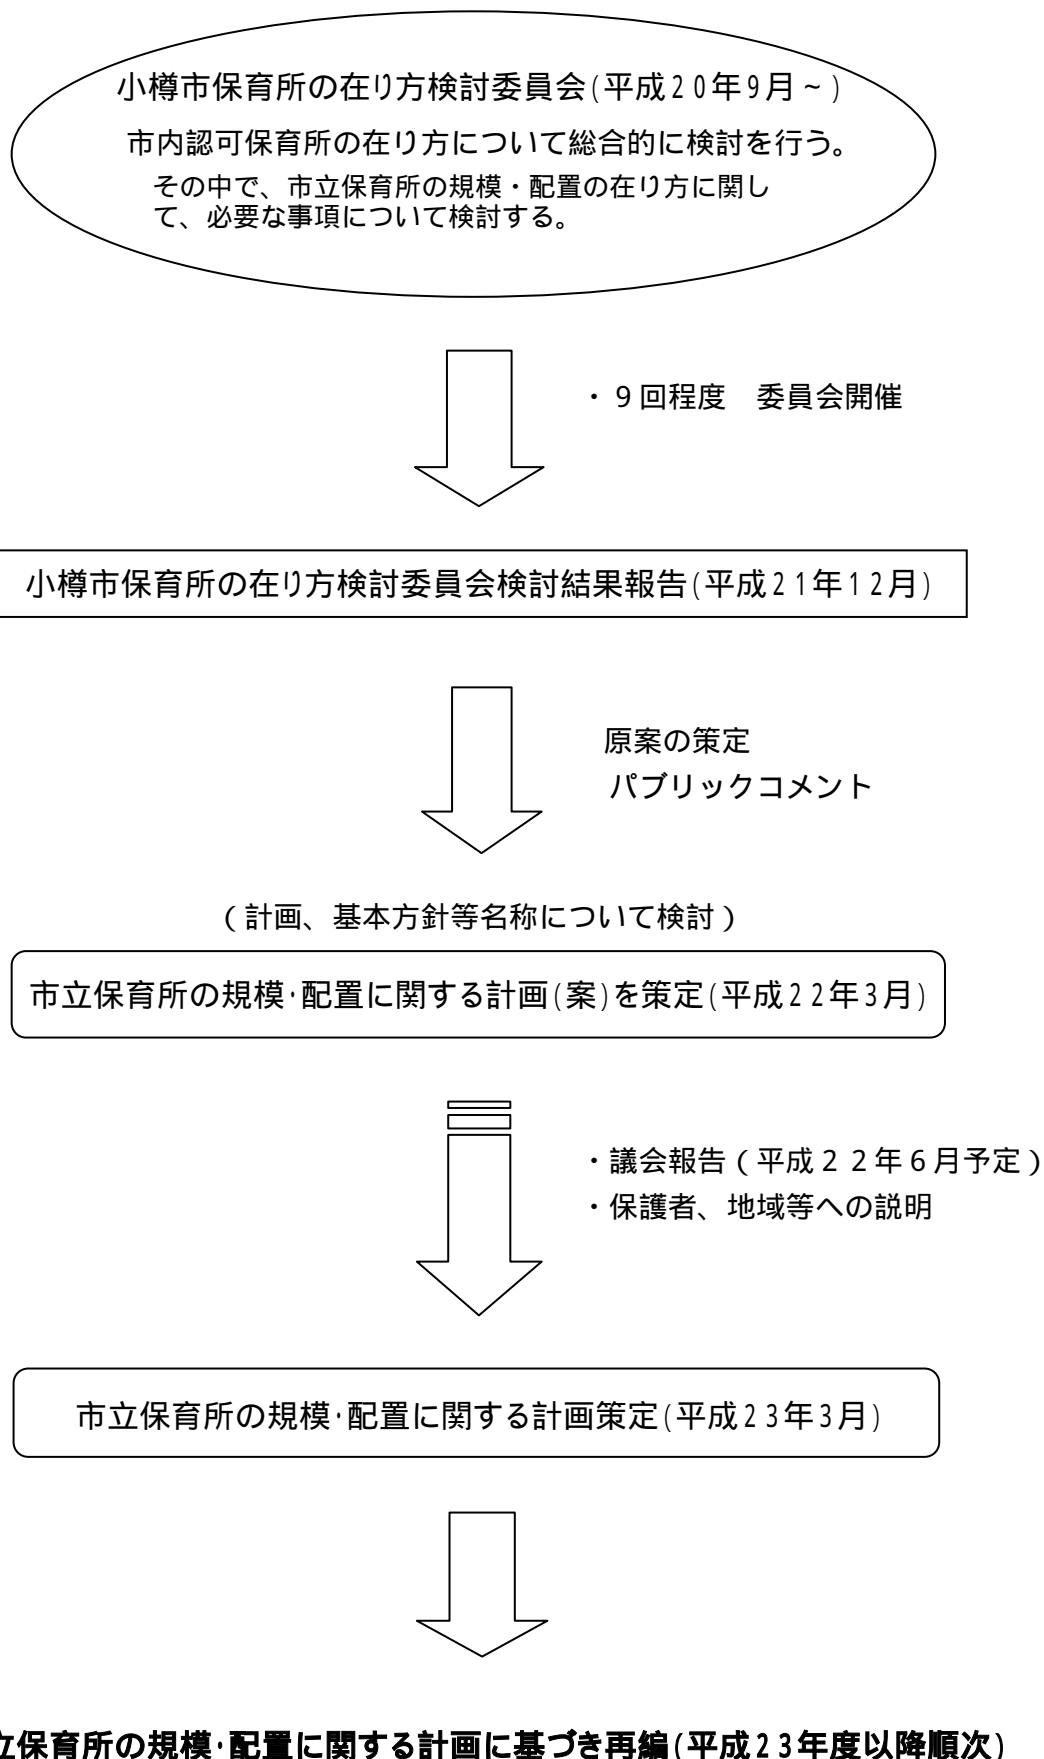 小樽市保育所の在り方検討委員会(平成20年9月~)
市内認可保育所の在り方について総合的に検討を行う。
その中で、市立保育所の規模・配置の在り方に関し
て、必要な事項について検討する。
・9回程度　委員会開催
小樽市保育所の在り方検討委員会検討結果報告(平成21年12月)
原案の策定
パブリックコメント
(計画、基本方針等名称について検討)
市立保育所の規模・配置に関する計画(案)を策定(平成22年3月)
・議会報告(平成22年6月予定)
・保護者、地域等への説明
市立保育所の規模・配置に関する計画策定(平成23年3月)
立保育所の規模・配置に関する計画に基づき再編(平成23年度以降順次)